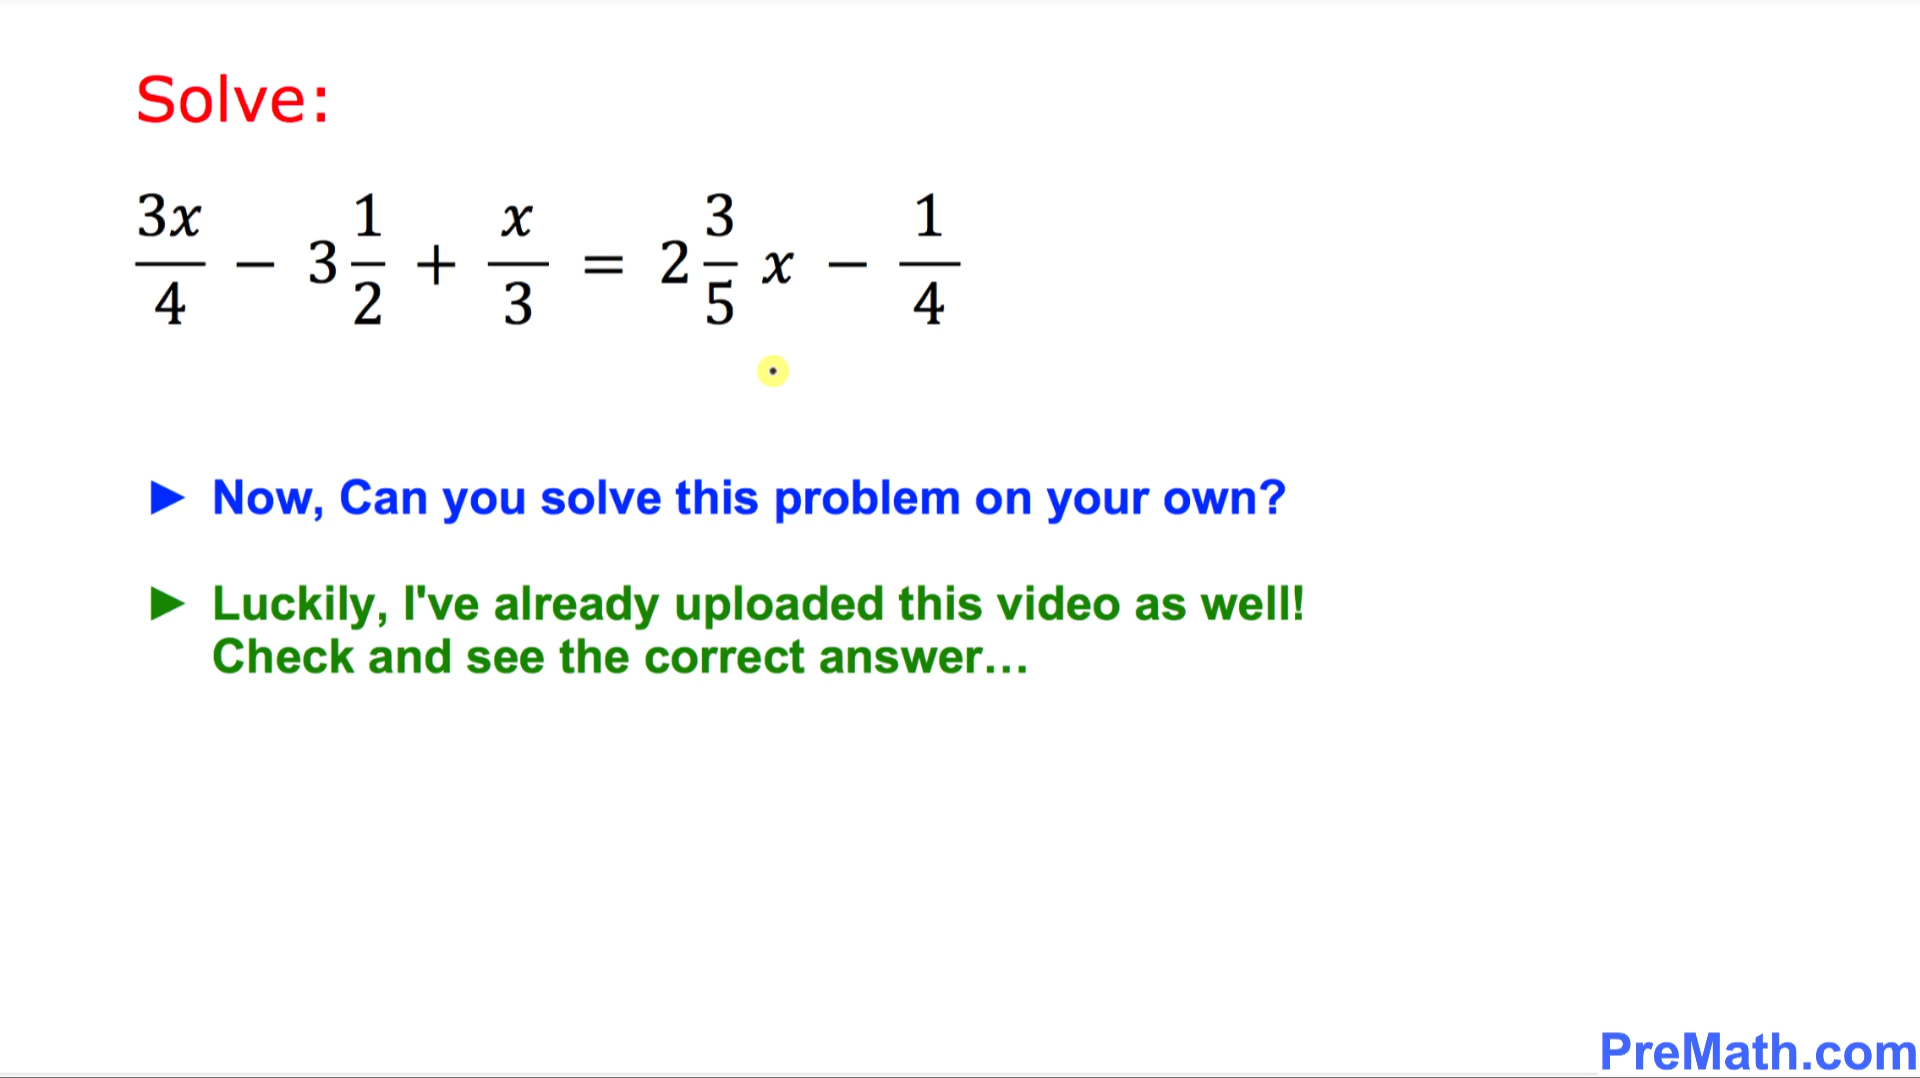 Solve:
3x/4 − 3 1/2 + x/3 = 2 3/5 x − 1/4
► Now, Can you solve this problem on your own?
► Luckily, I've already uploaded this video as well!
Check and see the correct answer...
PreMath.com